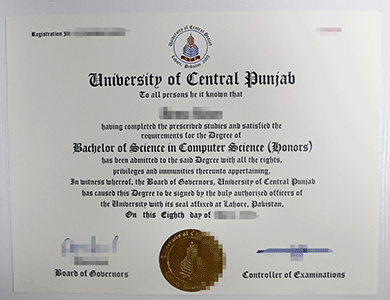 Registration
University of Central Punjab
To all persons be it known that
having completed the prescribed studies and satisfied the
requirements for the Degree of
Bachelor of Science in Computer Science (Honors)
has been admitted to the said Degree with all the rights,
privileges and immunities thereunto appertaining.
In witness whereof, the Board of Governors, University of Central Punjab
has caused this Degree to be signed by the duly authorized officers of
the University with its seal affixed at Lahore, Pakistan.
On this Eighth day of
Board of Governors
Controller of Examinations